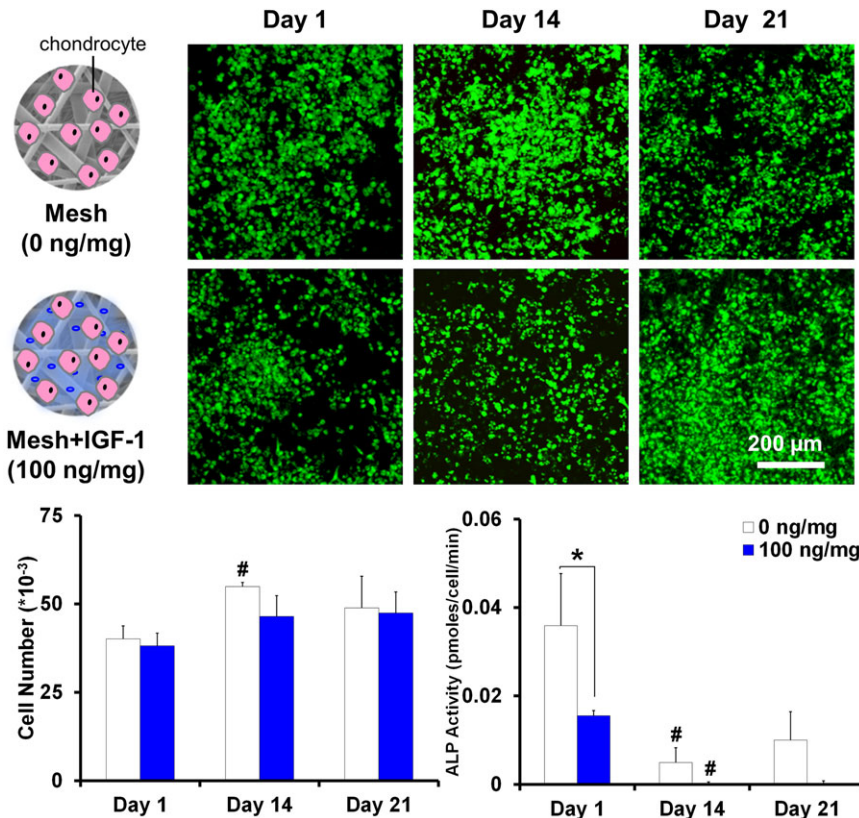 Day 1 Day 14 Day 21
chondrocyte
Mesh
(0 ng/mg)
Mesh+IGF-1
(100 ng/mg)
200 µm
Cell Number (*10-3)
75
50
25
0
#
Day 1 Day 14 Day 21
ALP Activity (pmoles/cell/min)
0.06
0.04
0.02
0
0 ng/mg
100 ng/mg
*
#
#
Day 1 Day 14 Day 21